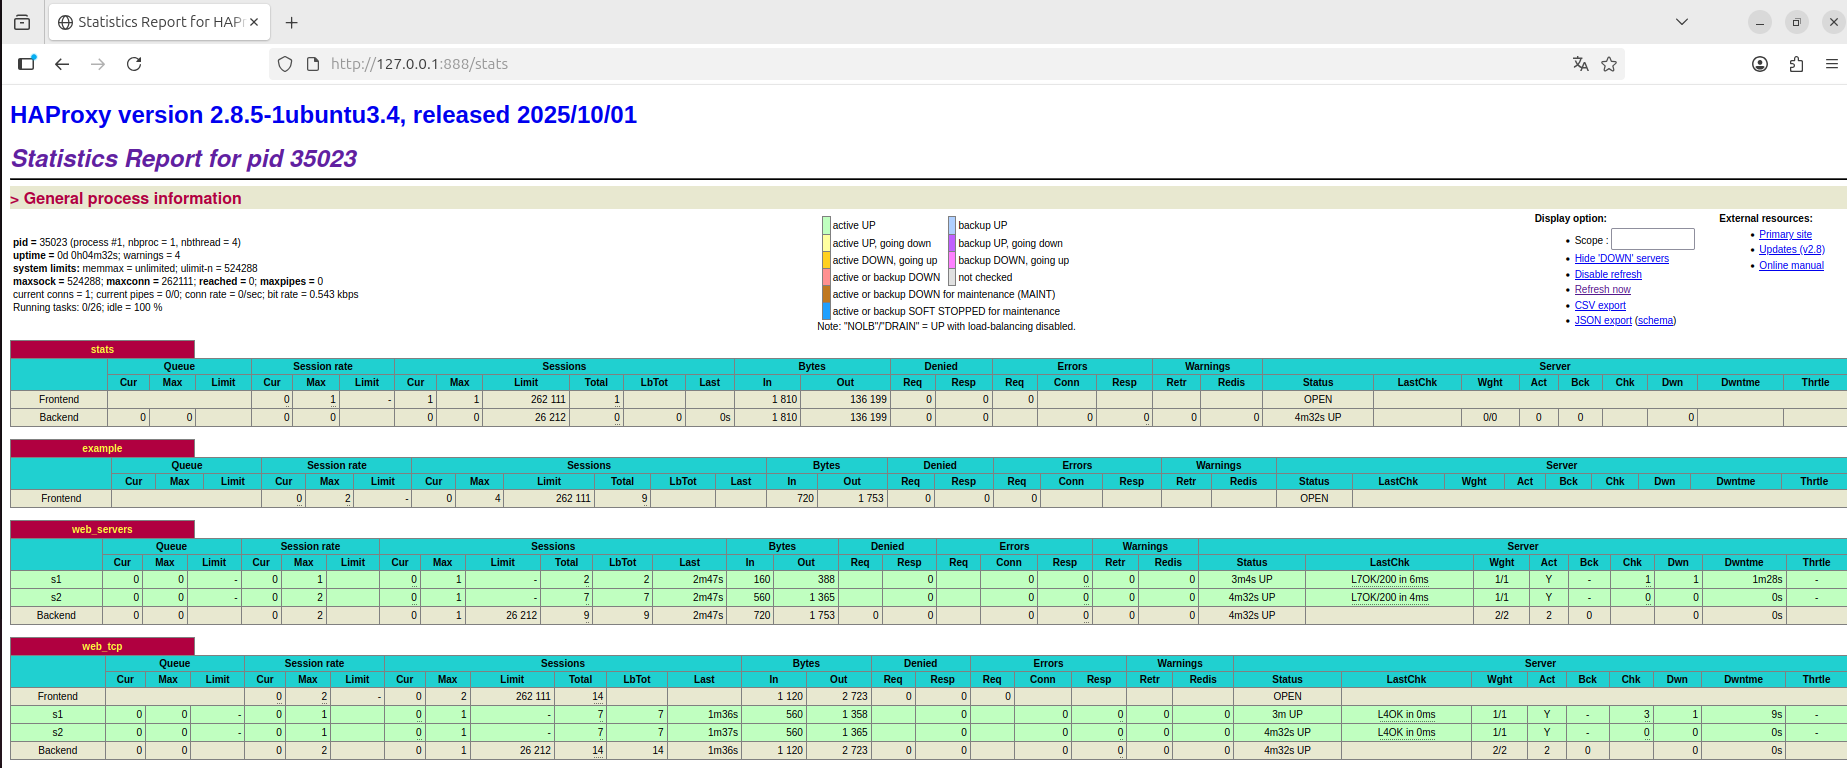 Statistics Report for HAP
http://127.0.0.1:888/stats
HAProxy version 2.8.5-1ubuntu3.4, released 2025/10/01
Statistics Report for pid 35023
> General process information
pid = 35023 (process #1, nbproc = 1, nbthread = 4)
uptime = 0d 0h04m32s; warnings = 4
system limits: memmax = unlimited; ulimit-n = 524288
maxsock = 524288; maxconn = 262111; reached = 0; maxpipes = 0
current conns = 1; current pipes = 0/0; conn rate = 0/sec; bit rate = 0.543 kbps
Running tasks: 0/26; idle = 100 %
active UP backup UP
active UP, going down backup UP, going down
active DOWN, going up backup DOWN, going up
active or backup DOWN not checked
active or backup DOWN for maintenance (MAINT)
active or backup SOFT STOPPED for maintenance
Note: "NOLB"/"DRAIN" = UP with load-balancing disabled.
Display option:
• Scope :
• Hide 'DOWN' servers
• Disable refresh
• Refresh now
• CSV export
• JSON export (schema)
External resources:
• Primary site
• Updates (v2.8)
• Online manual
stats
Queue Session rate Sessions Bytes Denied Errors Warnings Server
Cur Max Limit Cur Max Limit Cur Max Limit Total LbTot Last In Out Req Resp Req Conn Resp Retr Redis Status LastChk Wght Act Bck Chk Dwn Dwntme Thrtle
Frontend 0 1 - 1 1 262 111 1 1 810 136 199 0 0 0 OPEN
Backend 0 0 0 0 0 0 26 212 0 0 0s 1 810 136 199 0 0 0 0 0 0 4m32s UP 0/0 0 0 0
example
Queue Session rate Sessions Bytes Denied Errors Warnings Server
Cur Max Limit Cur Max Limit Cur Max Limit Total LbTot Last In Out Req Resp Req Conn Resp Retr Redis Status LastChk Wght Act Bck Chk Dwn Dwntme Thrtle
Frontend 0 2 - 0 4 262 111 9 720 1 753 0 0 0 OPEN
web_servers
Queue Session rate Sessions Bytes Denied Errors Warnings Server
Cur Max Limit Cur Max Limit Cur Max Limit Total LbTot Last In Out Req Resp Req Conn Resp Retr Redis Status LastChk Wght Act Bck Chk Dwn Dwntme Thrtle
s1 0 0 - 0 1 0 1 - 2 2 2m47s 160 388 0 0 0 0 0 3m4s UP L7OK/200 in 6ms 1/1 Y - 1 1 1m28s -
s2 0 0 - 0 2 0 1 - 7 7 2m47s 560 1 365 0 0 0 0 0 4m32s UP L7OK/200 in 4ms 1/1 Y - 0 0 0s -
Backend 0 0 0 2 0 1 26 212 9 9 2m47s 720 1 753 0 0 0 0 0 0 4m32s UP 2/2 2 0 0 0s
web_tcp
Queue Session rate Sessions Bytes Denied Errors Warnings Server
Cur Max Limit Cur Max Limit Cur Max Limit Total LbTot Last In Out Req Resp Req Conn Resp Retr Redis Status LastChk Wght Act Bck Chk Dwn Dwntme Thrtle
Frontend 0 2 - 0 2 262 111 14 1 120 2 723 0 0 0 OPEN
s1 0 0 - 0 1 0 1 - 7 7 1m36s 560 1 358 0 0 0 0 0 3m UP L4OK in 0ms 1/1 Y - 3 1 9s -
s2 0 0 - 0 1 0 1 - 7 7 1m37s 560 1 365 0 0 0 0 0 4m32s UP L4OK in 0ms 1/1 Y - 0 0 0s -
Backend 0 0 0 2 0 1 26 212 14 14 1m36s 1 120 2 723 0 0 0 0 0 0 4m32s UP 2/2 2 0 0 0s